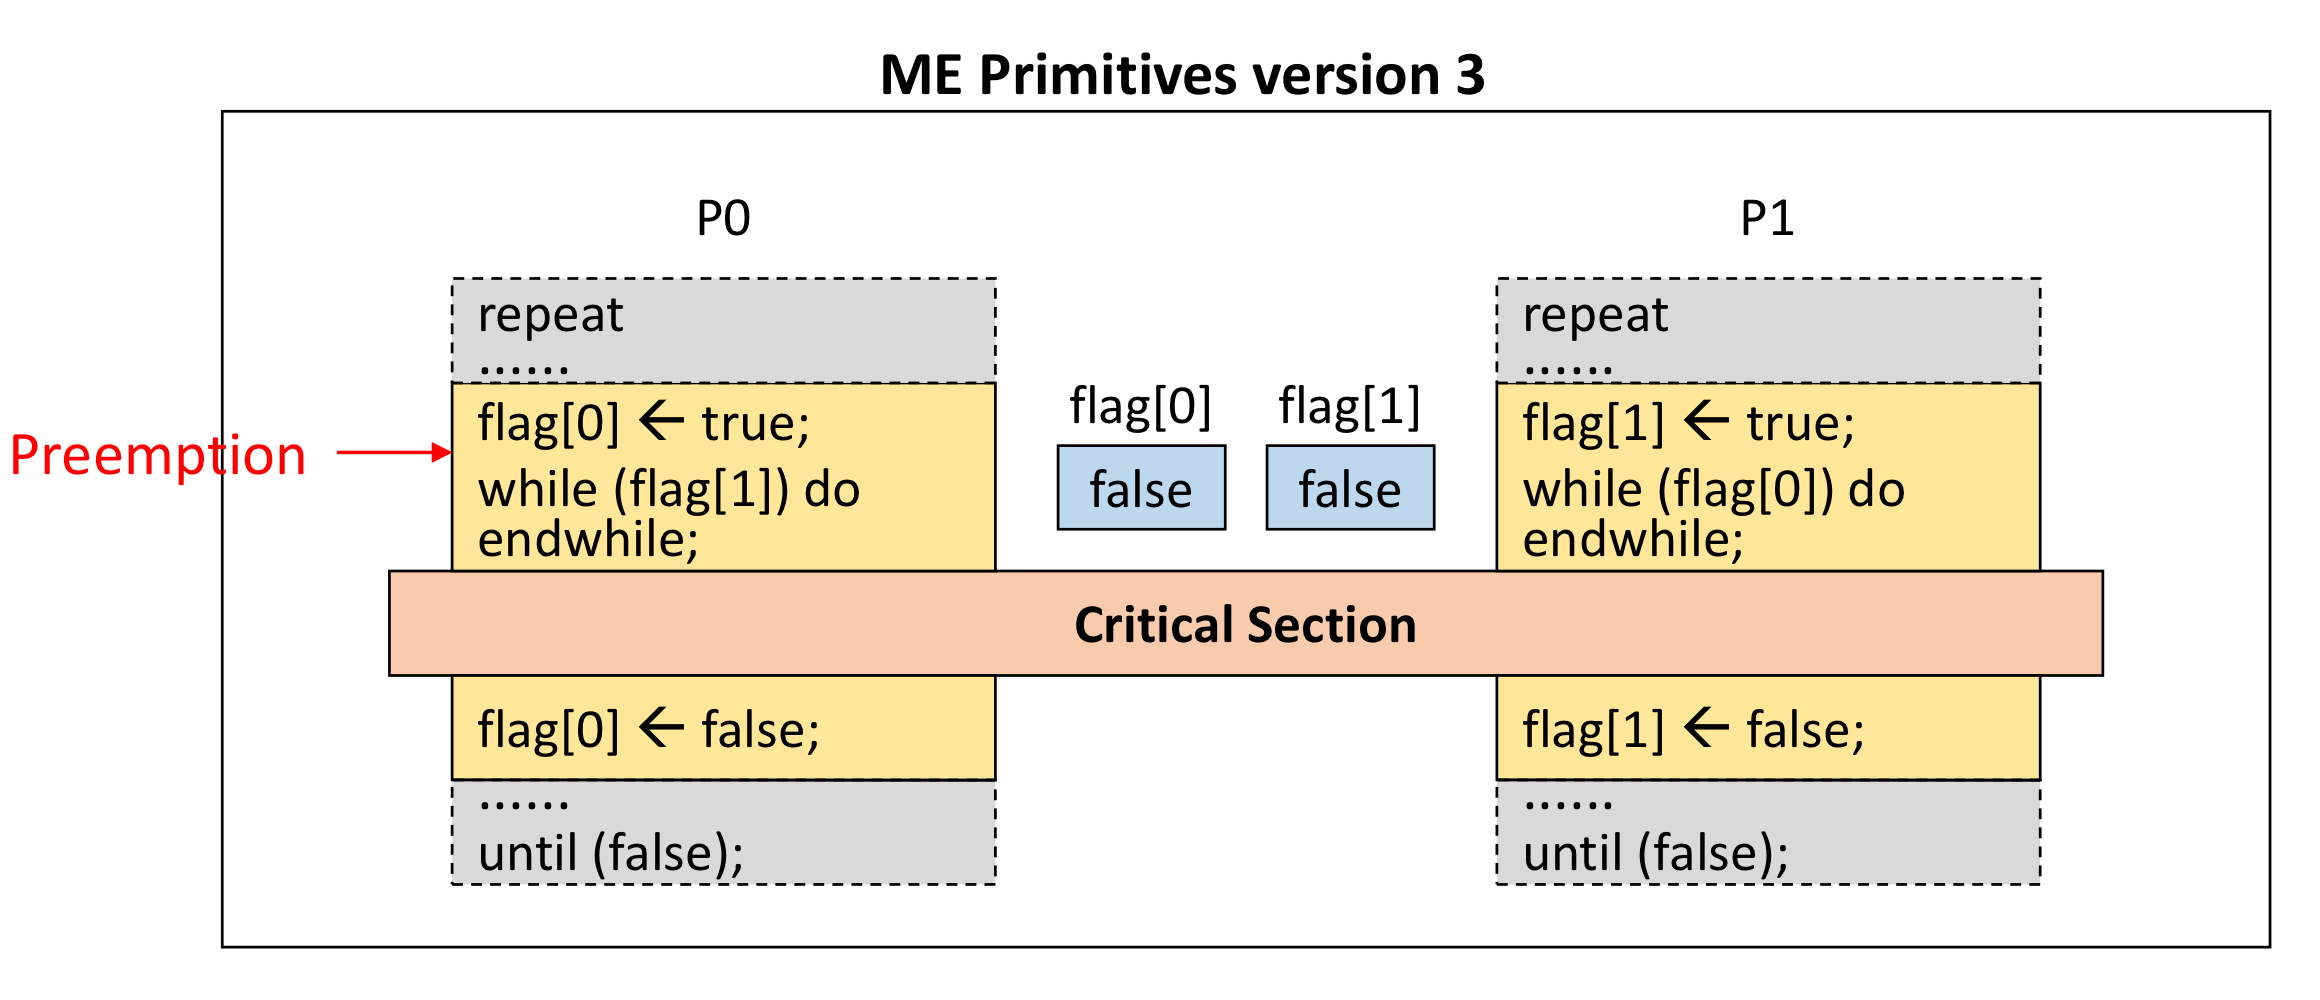 ME Primitives version 3
P0
P1
repeat
......
flag[0] ← true;
while (flag[1]) do
endwhile;
Preemption
flag[0]
flag[1]
false
false
repeat
......
flag[1] ← true;
while (flag[0]) do
endwhile;
Critical Section
flag[0] ← false;
......
until (false);
flag[1] ← false;
......
until (false);